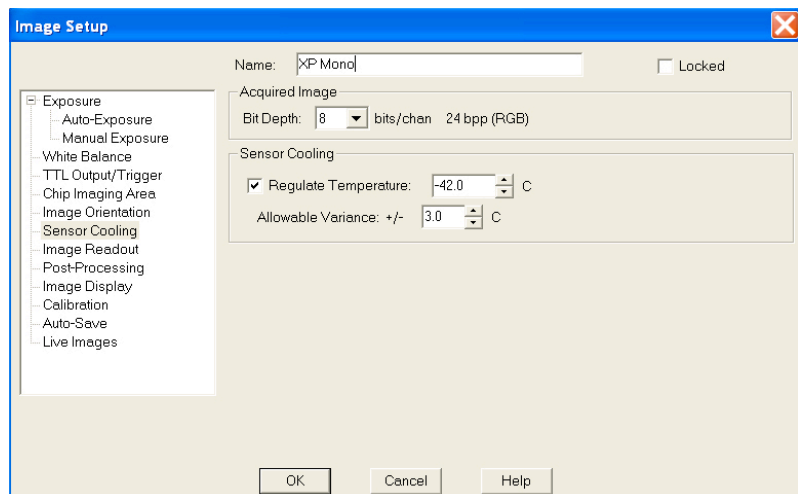 Image Setup
Name: XP Mono
Locked
Exposure
Auto-Exposure
Manual Exposure
White Balance
TTL Output/Trigger
Chip Imaging Area
Image Orientation
Sensor Cooling
Image Readout
Post-Processing
Image Display
Calibration
Auto-Save
Live Images
Acquired Image
Bit Depth: 8 bits/chan 24 bpp (RGB)
Sensor Cooling
Regulate Temperature: -42.0 C
Allowable Variance: +/- 3.0 C
OK Cancel Help